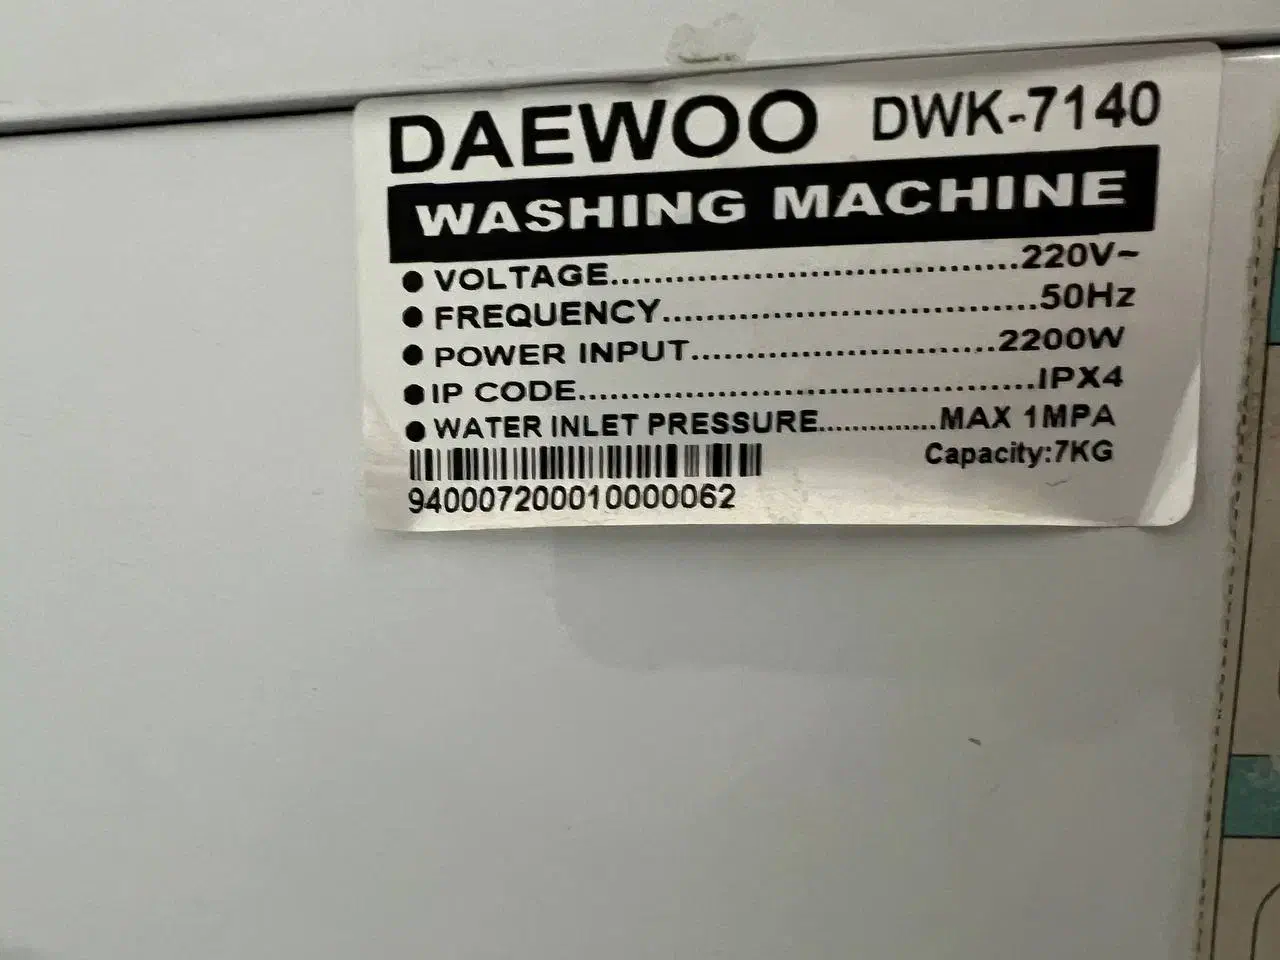 DAEWOO DWK-7140
WASHING MACHINE
● VOLTAGE......................................220V~
● FREQUENCY..................................50Hz
● POWER INPUT............................2200W
● IP CODE.........................................IPX4
● WATER INLET PRESSURE.............MAX 1MPA
Capacity:7KG
940007200010000062